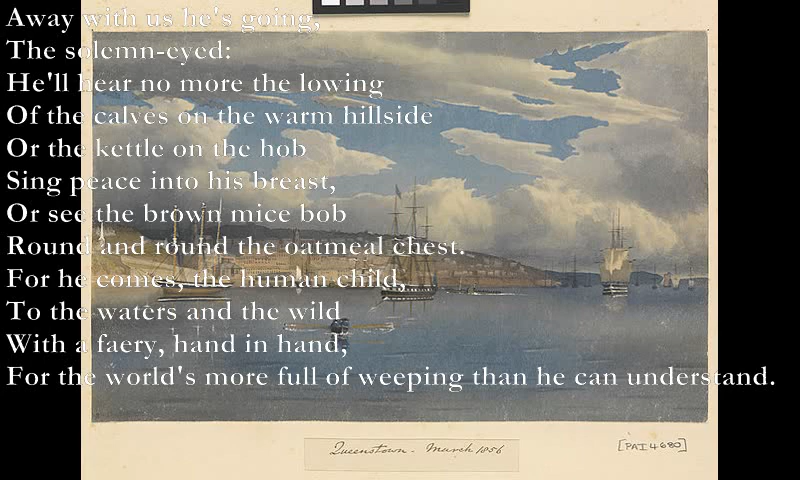 Away with us he's going,
The solemn-eyed:
He'll hear no more the lowing
Of the calves on the warm hillside
Or the kettle on the hob
Sing peace into his breast,
Or see the brown mice bob
Round and round the oatmeal chest.
For he comes, the human child,
To the waters and the wild
With a faery, hand in hand,
For the world's more full of weeping than he can understand.
Queenstown - March 1856
[PAI4680]